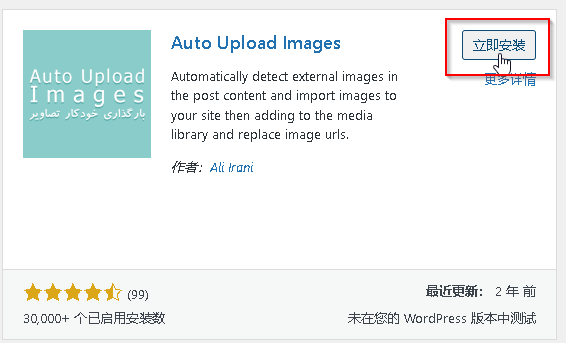 Auto Upload
Images
بارگذاری خودکار تصاویر
Auto Upload Images
立即安装
更多详情
Automatically detect external images in
the post content and import images to
your site then adding to the media
library and replace image urls.
作者： Ali Irani
(99)
最近更新： 2 年前
30,000+ 个已启用安装数
未在您的 WordPress 版本中测试